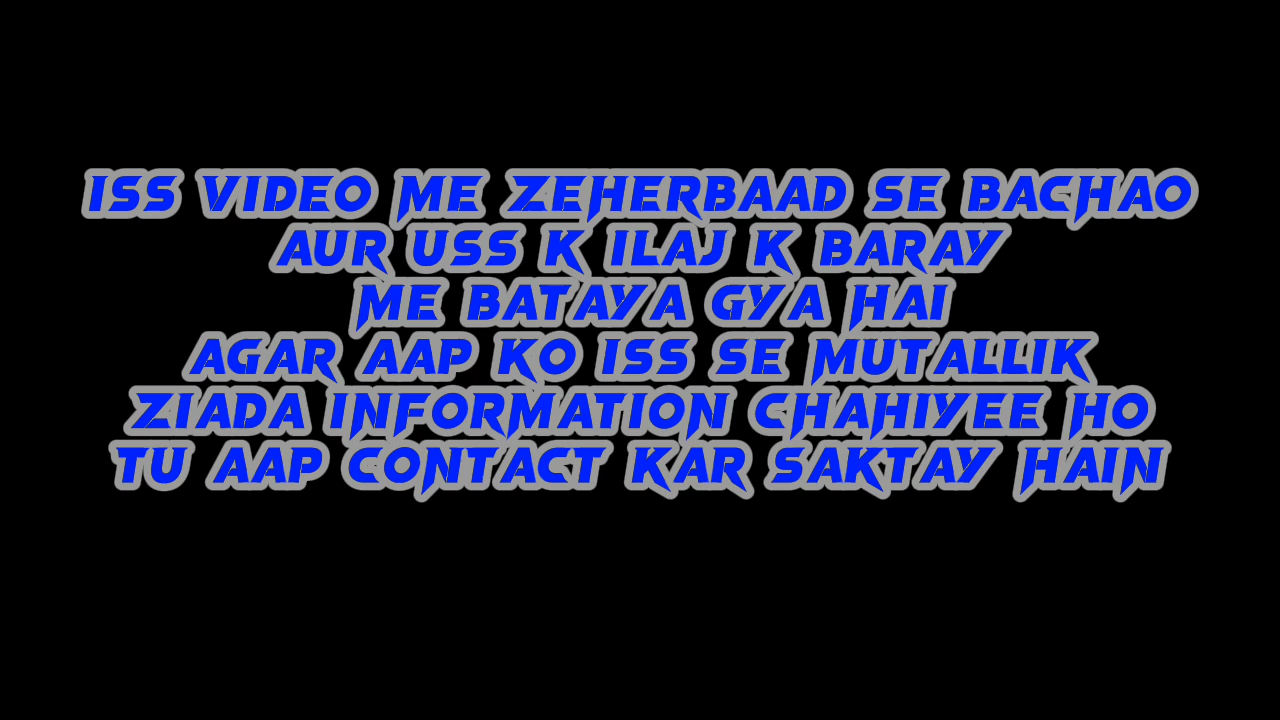 ISS VIDEO ME ZEHERBAAD SE BACHAO
AUR USS K ILAJ K BARAY
ME BATAYA GYA HAI
AGAR AAP KO ISS SE MUTALLIK
ZIADA INFORMATION CHAHIYEE HO
TU AAP CONTACT KAR SAKTAY HAIN